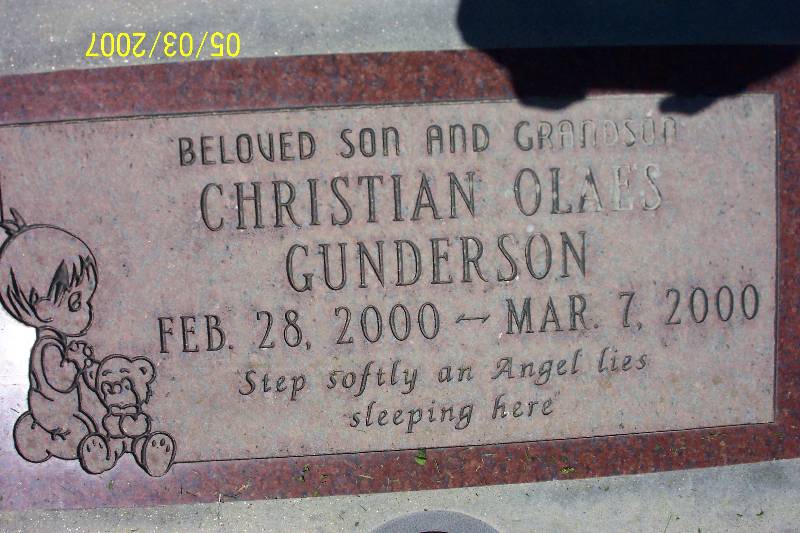 05/03/2007
BELOVED SON AND GRANDSON
CHRISTIAN OLAES
GUNDERSON
FEB. 28, 2000 – MAR. 7, 2000
Step softly an Angel lies
sleeping here